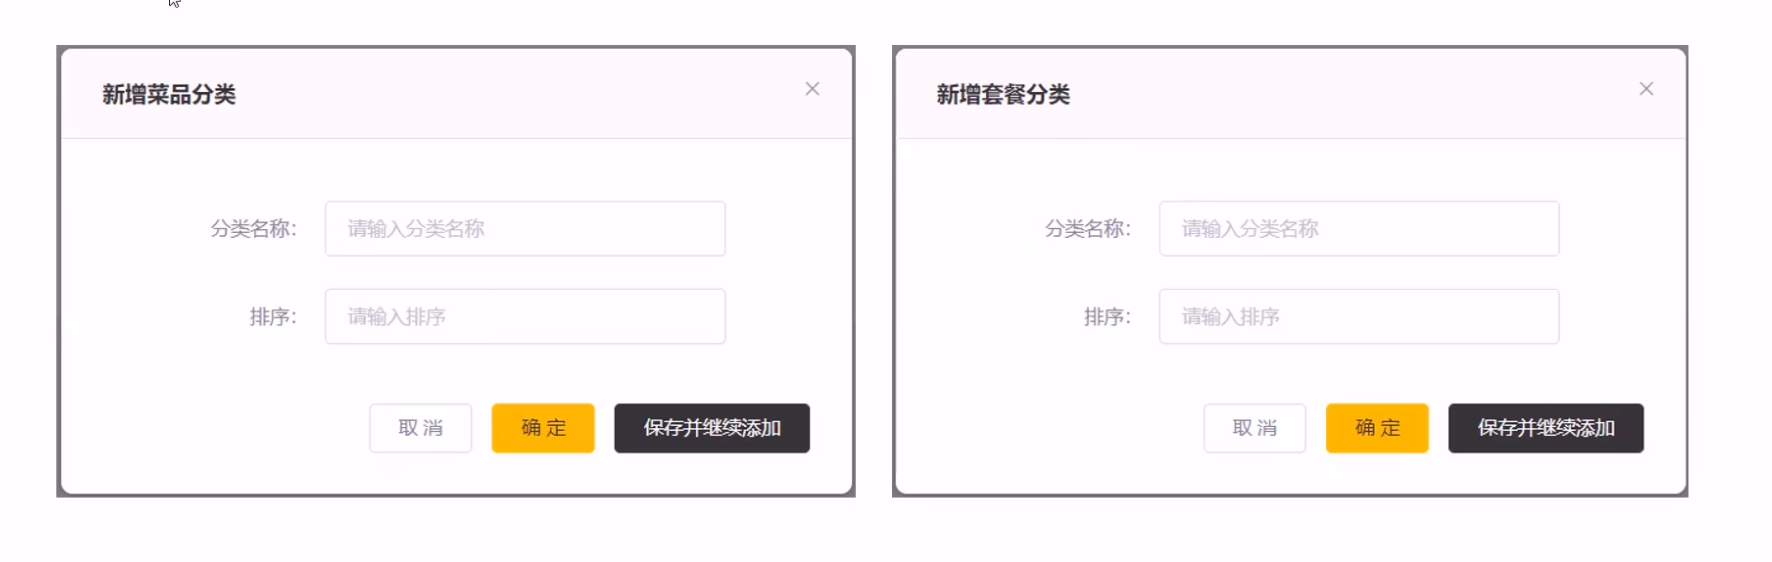 新增菜品分类
分类名称：
请输入分类名称
排序：
请输入排序
取 消
确 定
保存并继续添加
新增套餐分类
分类名称：
请输入分类名称
排序：
请输入排序
取 消
确 定
保存并继续添加